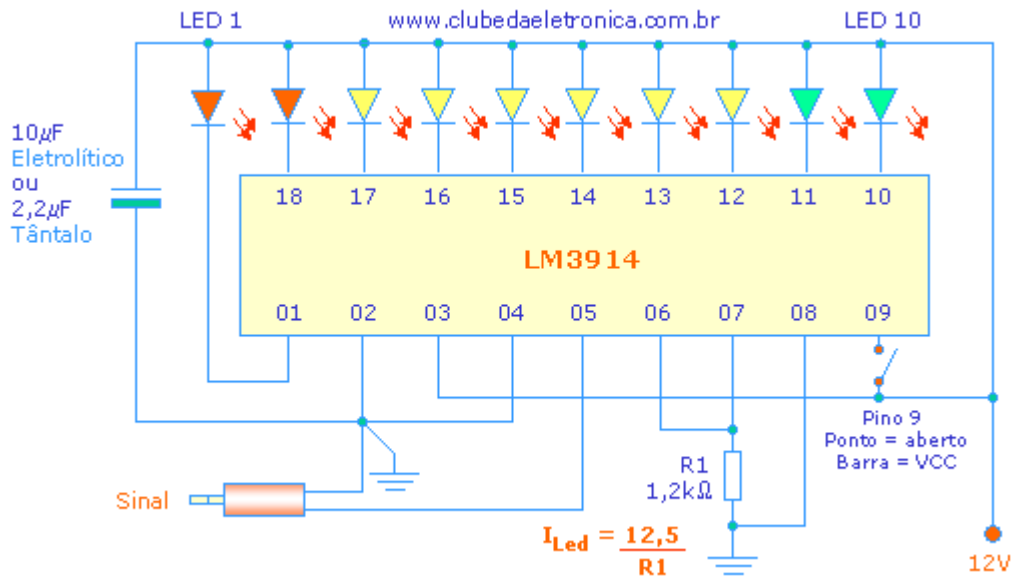 LED 1
www.clubedaeletronica.com.br
LED 10
10µF
Eletrolítico
ou
2,2µF
Tântalo
18 17 16 15 14 13 12 11 10
LM3914
01 02 03 04 05 06 07 08 09
Pino 9
Ponto = aberto
Barra = VCC
R1
1,2kΩ
Sinal
I Led = 12,5
R1
12V